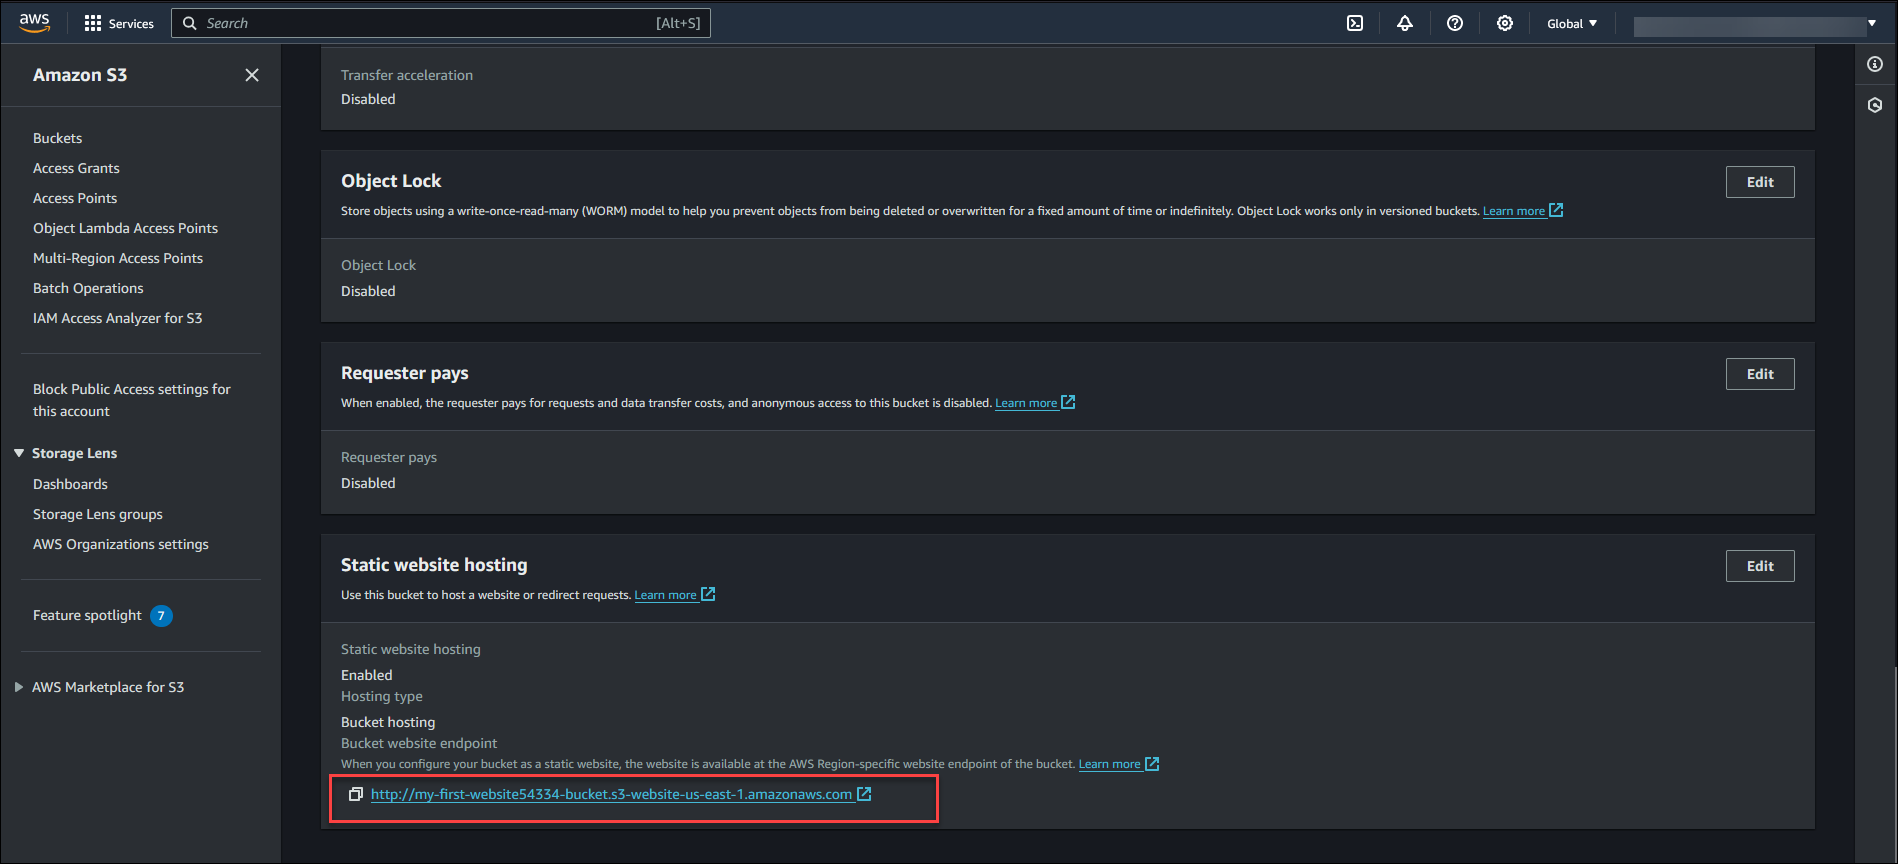 aws
Services
Search
[Alt+S]
Global
Amazon S3
Buckets
Access Grants
Access Points
Object Lambda Access Points
Multi-Region Access Points
Batch Operations
IAM Access Analyzer for S3
Block Public Access settings for
this account
Storage Lens
Dashboards
Storage Lens groups
AWS Organizations settings
Feature spotlight 7
AWS Marketplace for S3
Transfer acceleration
Disabled
Object Lock
Edit
Store objects using a write-once-read-many (WORM) model to help you prevent objects from being deleted or overwritten for a fixed amount of time or indefinitely. Object Lock works only in versioned buckets. Learn more
Object Lock
Disabled
Requester pays
Edit
When enabled, the requester pays for requests and data transfer costs, and anonymous access to this bucket is disabled. Learn more
Requester pays
Disabled
Static website hosting
Edit
Use this bucket to host a website or redirect requests. Learn more
Static website hosting
Enabled
Hosting type
Bucket hosting
Bucket website endpoint
When you configure your bucket as a static website, the website is available at the AWS Region-specific website endpoint of the bucket. Learn more
http://my-first-website54334-bucket.s3-website-us-east-1.amazonaws.com